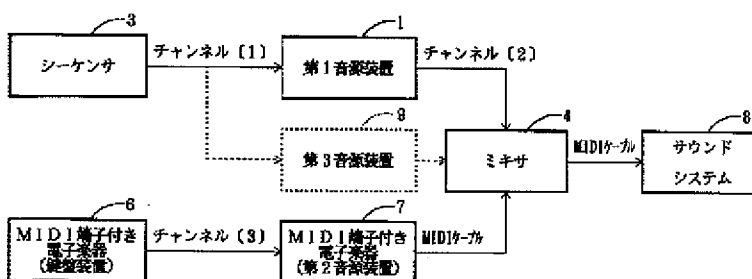 3
シーケンサ
チャンネル〔1〕
1
第1音源装置
チャンネル〔2〕
9
第3音源装置
4
ミキサ
MIDIケーブル
8
サウンド
システム
6
MIDI端子付き
電子楽器
(鍵盤装置)
チャンネル〔3〕
7
MIDI端子付き
電子楽器
(第2音源装置)
MIDIケーブル